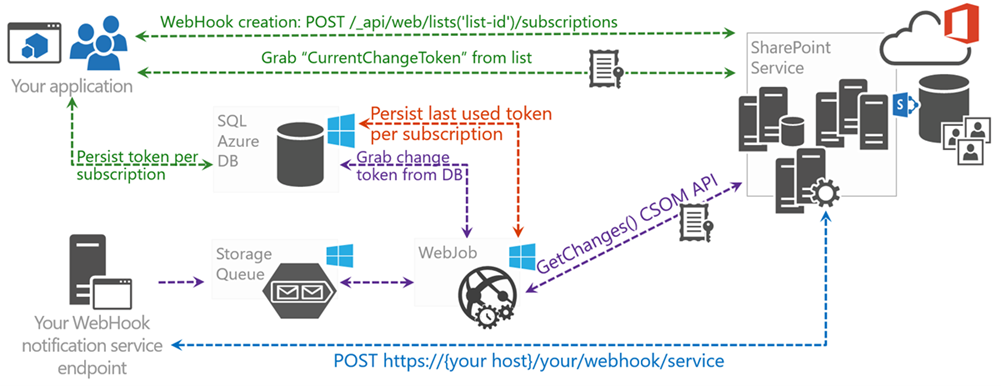 WebHook creation: POST /_api/web/lists('list-id')/subscriptions
Grab “CurrentChangeToken” from list
Your application
SharePoint
Service
S
SQL
Azure
DB
Persist last used token
per subscription
Persist token per
subscription
Grab change
token from DB
GetChanges() CSOM API
Storage
Queue
WebJob
Your WebHook
notification service
endpoint
POST https://{your host}/your/webhook/service